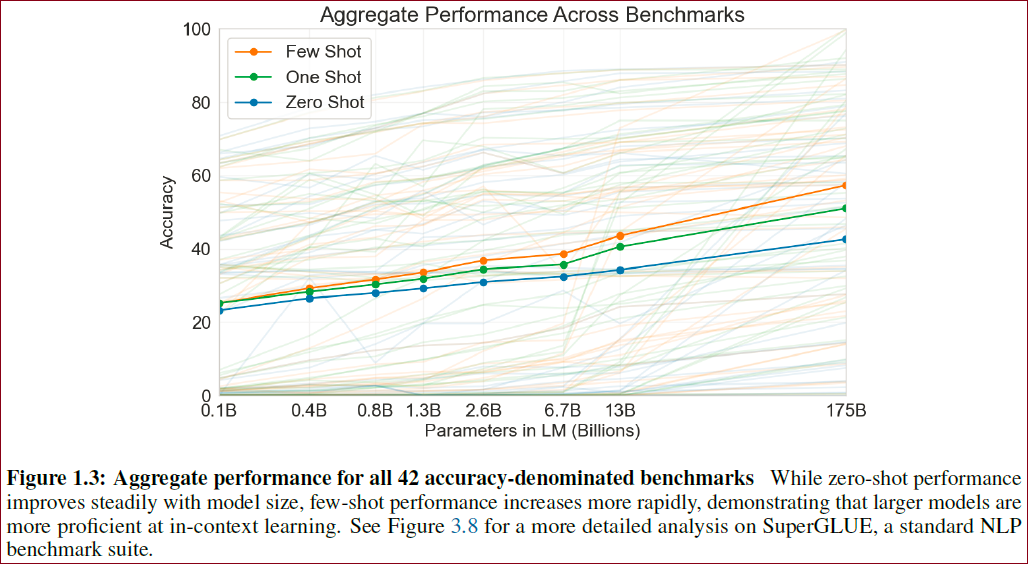 Aggregate Performance Across Benchmarks
100
80
60
40
20
0
Accuracy
Few Shot
One Shot
Zero Shot
0.1B 0.4B 0.8B 1.3B 2.6B 6.7B 13B 175B
Parameters in LM (Billions)
Figure 1.3: Aggregate performance for all 42 accuracy-denominated benchmarks While zero-shot performance
improves steadily with model size, few-shot performance increases more rapidly, demonstrating that larger models are
more proficient at in-context learning. See Figure 3.8 for a more detailed analysis on SuperGLUE, a standard NLP
benchmark suite.